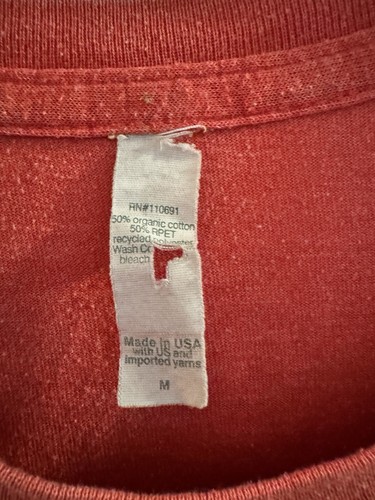 RN#110691
50% organic cotton
50% RPET
recycled polyester
Wash
bleach
Made in USA
with US and
imported yarns
M